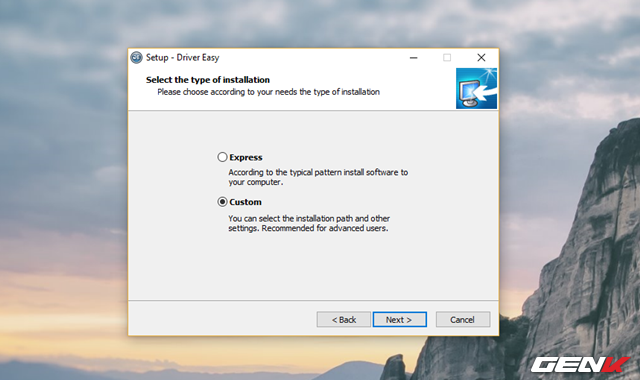 Setup - Driver Easy
Select the type of installation
Please choose according to your needs the type of installation
Express
According to the typical pattern install software to
your computer.
Custom
You can select the installation path and other
settings. Recommended for advanced users.
< Back
Next >
Cancel
GENK